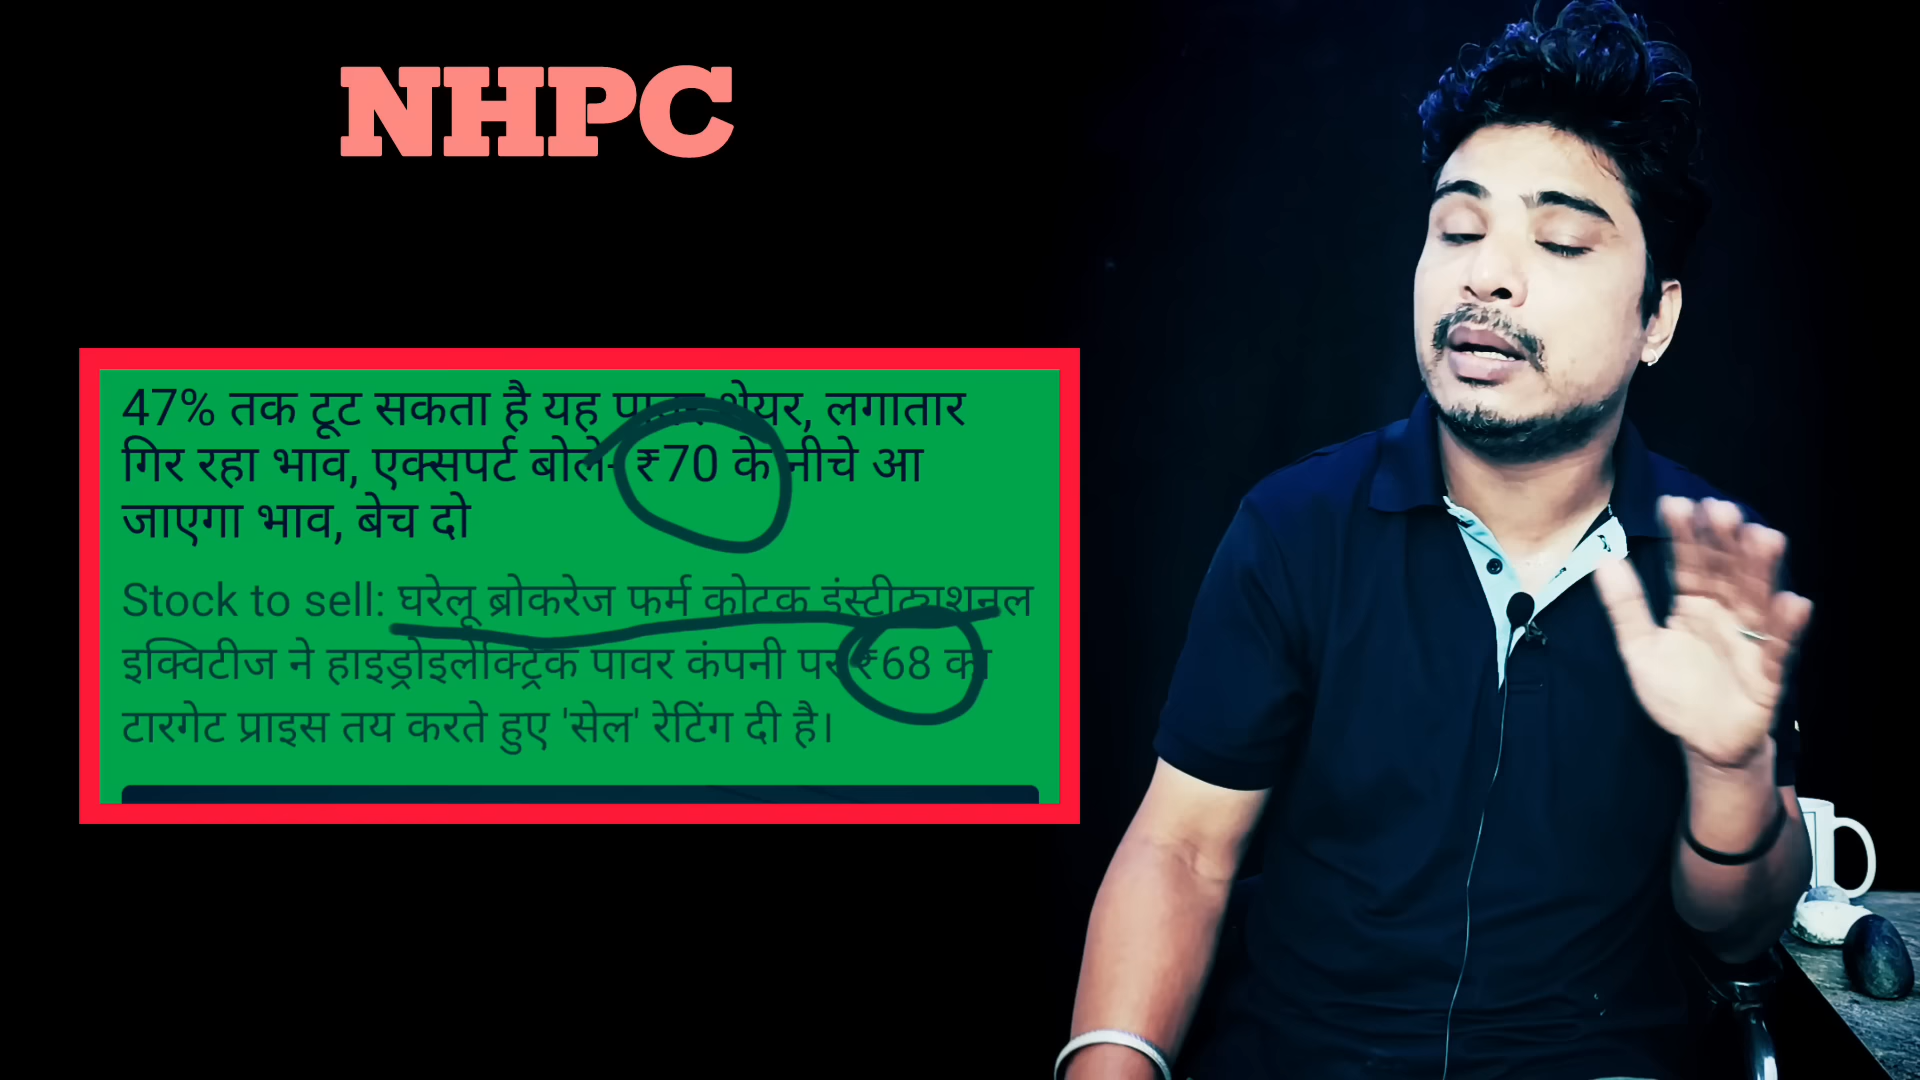 NHPC
47% तक टूट सकता है यह पावर शेयर, लगातार
गिर रहा भाव, एक्सपर्ट बोले- ₹70 के नीचे आ
जाएगा भाव, बेच दो
Stock to sell: घरेलू ब्रोकरेज फर्म कोटक इंस्टीट्यूशनल
इक्विटीज ने हाइड्रोइलेक्ट्रिक पावर कंपनी पर ₹68 का
टारगेट प्राइस तय करते हुए 'सेल' रेटिंग दी है।